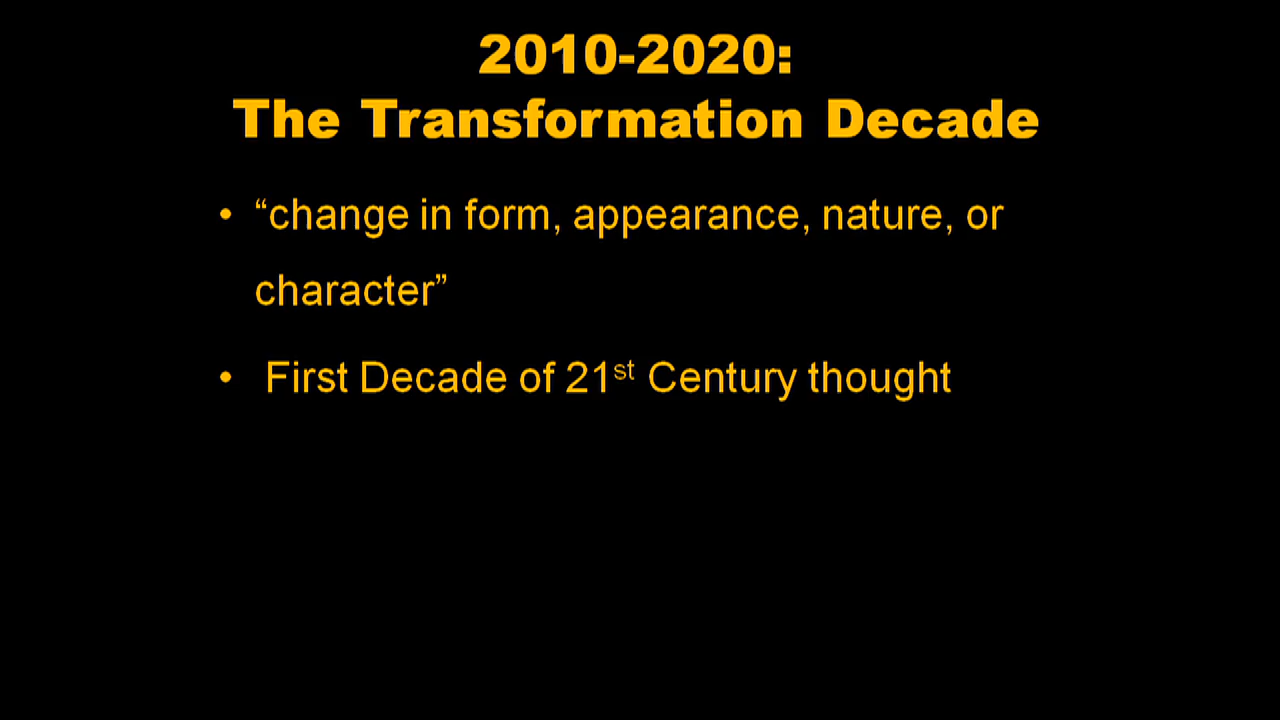 2010-2020:
The Transformation Decade
• “change in form, appearance, nature, or
character”
• First Decade of 21st Century thought